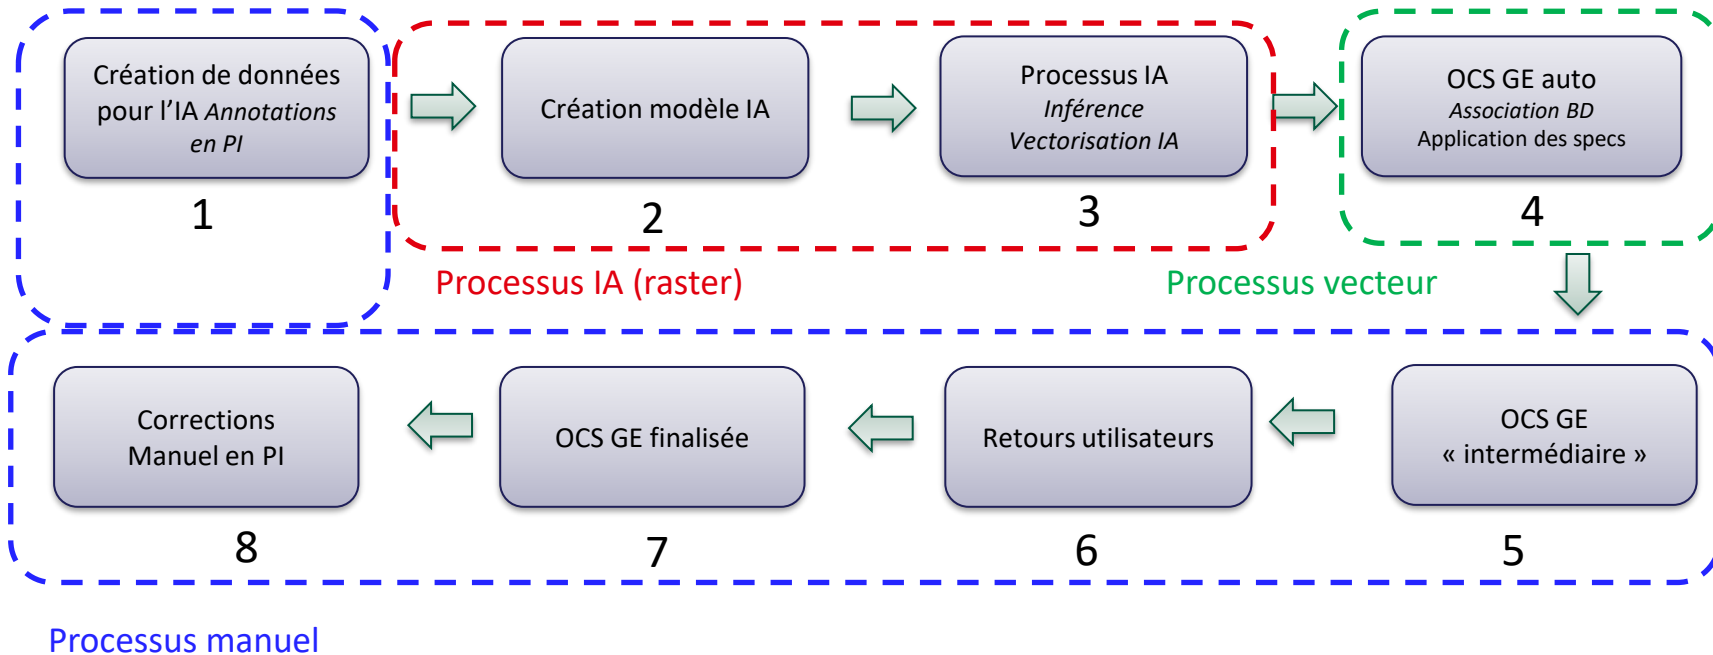 Création de données
pour l’IA Annotations
en PI
1
Création modèle IA
2
Processus IA
Inférence
Vectorisation IA
3
OCS GE auto
Association BD
Application des specs
4
Processus IA (raster)
Processus vecteur
Corrections
Manuel en PI
8
OCS GE finalisée
7
Retours utilisateurs
6
OCS GE
« intermédiaire »
5
Processus manuel